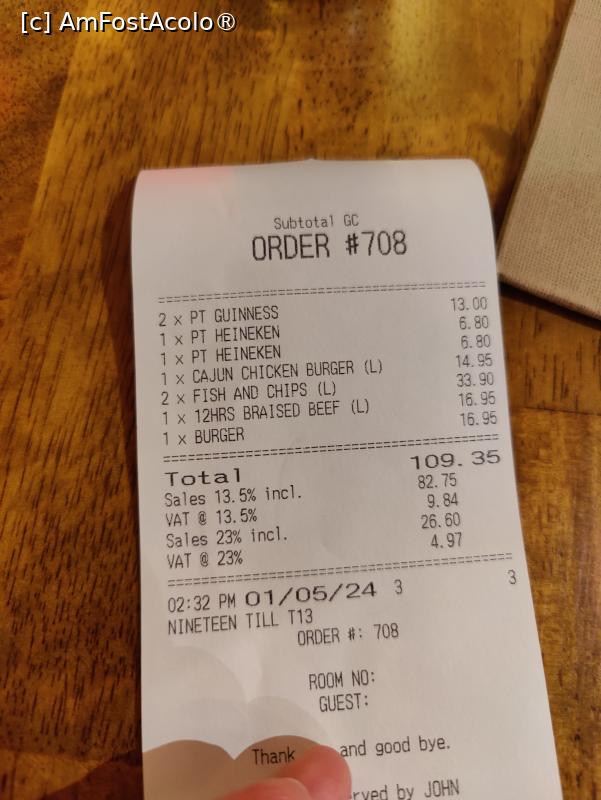 [c] AmFostAcolo®
Subtotal GC
ORDER #708
2 x PT GUINNESS 13.00
1 x PT HEINEKEN 6.80
1 x PT HEINEKEN 6.80
1 x CAJUN CHICKEN BURGER (L) 14.95
2 x FISH AND CHIPS (L) 33.90
1 x 12HRS BRAISED BEEF (L) 16.95
1 x BURGER 16.95
Total 109.35
Sales 13.5% incl. 82.75
VAT @ 13.5% 9.84
Sales 23% incl. 26.60
VAT @ 23% 4.97
02:32 PM 01/05/24 3 3
NINETEEN TILL T13
ORDER #: 708
ROOM NO:
GUEST:
Thank and good bye.
by JOHN